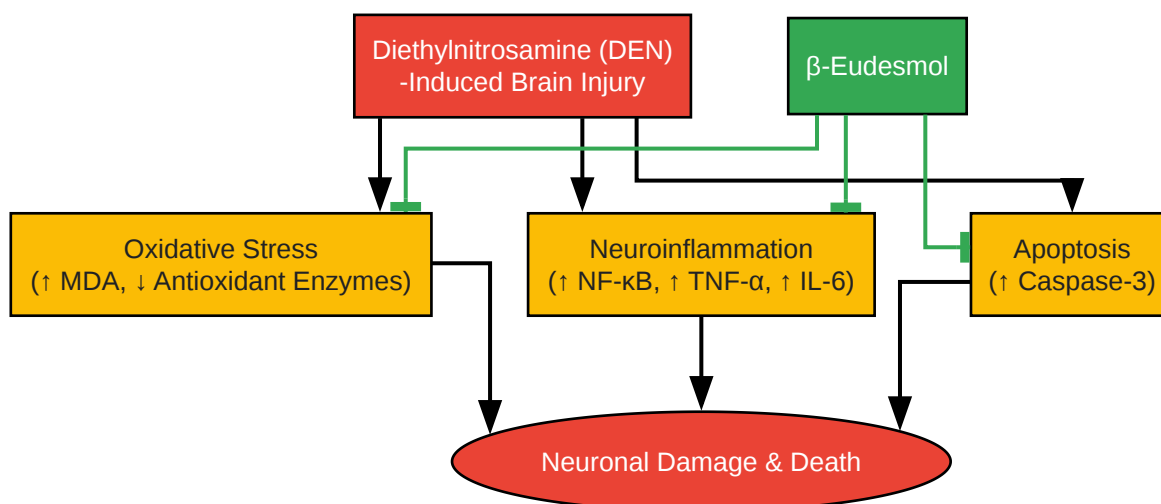 Diethylnitrosamine (DEN)
-Induced Brain Injury
β-Eudesmol
Oxidative Stress
(↑ MDA, ↓ Antioxidant Enzymes)
Neuroinflammation
(↑ NF-κB, ↑ TNF-α, ↑ IL-6)
Apoptosis
(↑ Caspase-3)
Neuronal Damage & Death